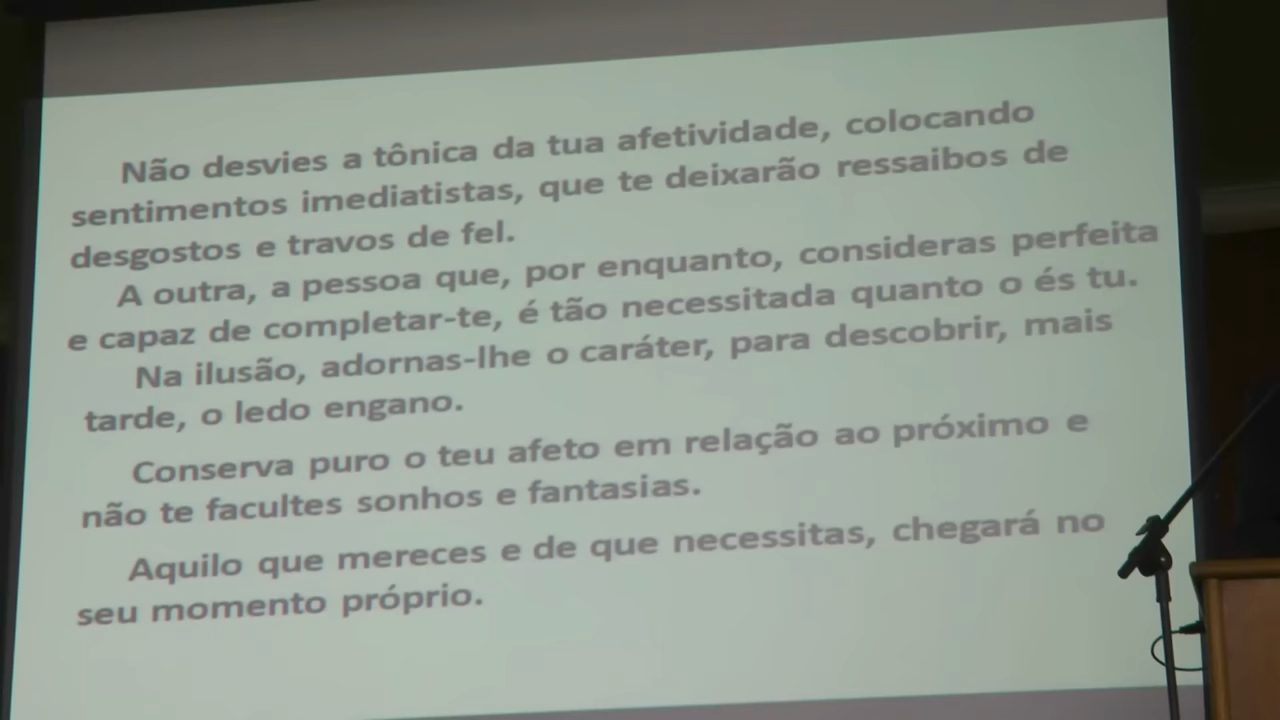 Não desvies a tônica da tua afetividade, colocando
sentimentos imediatistas, que te deixarão ressaibos de
desgostos e travos de fel.
A outra, a pessoa que, por enquanto, consideras perfeita
e capaz de completar-te, é tão necessitada quanto o és tu.
Na ilusão, adornas-lhe o caráter, para descobrir, mais
tarde, o ledo engano.
Conserva puro o teu afeto em relação ao próximo e
não te facultes sonhos e fantasias.
Aquilo que mereces e de que necessitas, chegará no
seu momento próprio.